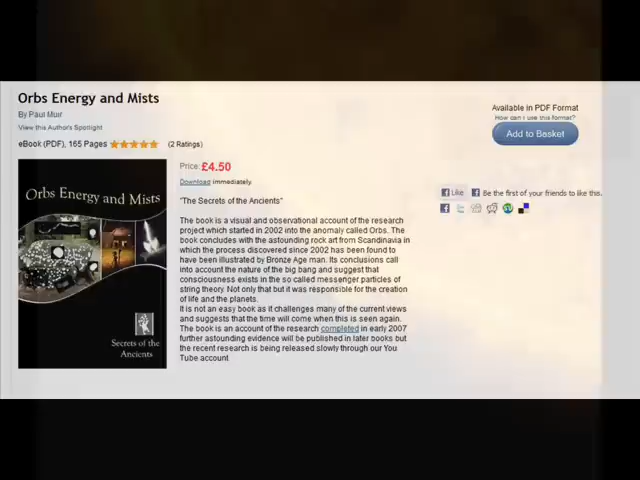 Orbs Energy and Mists
By Paul Muir
View this Author's Spotlight
eBook (PDF), 165 Pages
(2 Ratings)
Available in PDF Format
How can I use this format?
Add to Basket
Like
Be the first of your friends to like this.
Orbs Energy and Mists
Secrets of the
Ancients
Price: £4.50
Download immediately.
"The Secrets of the Ancients"
The book is a visual and observational account of the research
project which started in 2002 into the anomaly called Orbs. The
book concludes with the astounding rock art from Scandinavia in
which the process discovered since 2002 has been found to
have been illustrated by Bronze Age man. Its conclusions call
into account the nature of the big bang and suggest that
consciousness exists in the so called messenger particles of
string theory. Not only that but it was responsible for the creation
of life and the planets.
It is not an easy book as it challenges many of the current views
and suggests that the time will come when this is seen again.
The book is an account of the research completed in early 2007
further astounding evidence will be published in later books but
the recent research is being released slowly through our You
Tube account